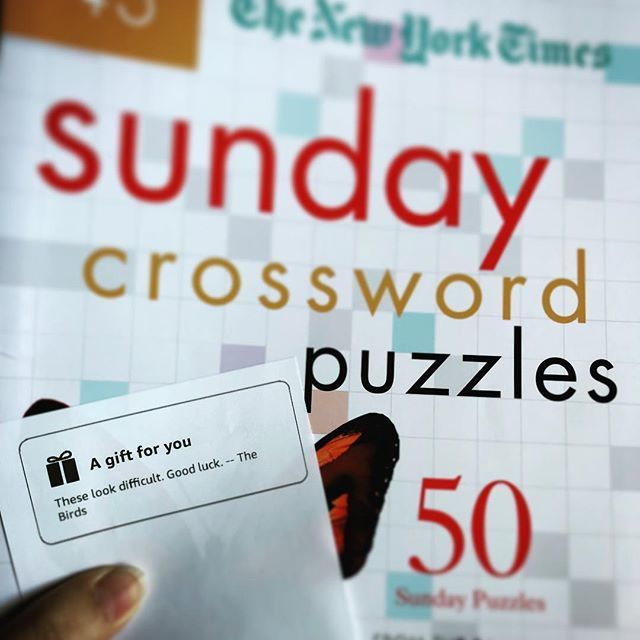 The New York Times
sunday
crossword
puzzles
A gift for you
These look difficult. Good luck. -- The
Birds
50
Sunday Puzzles